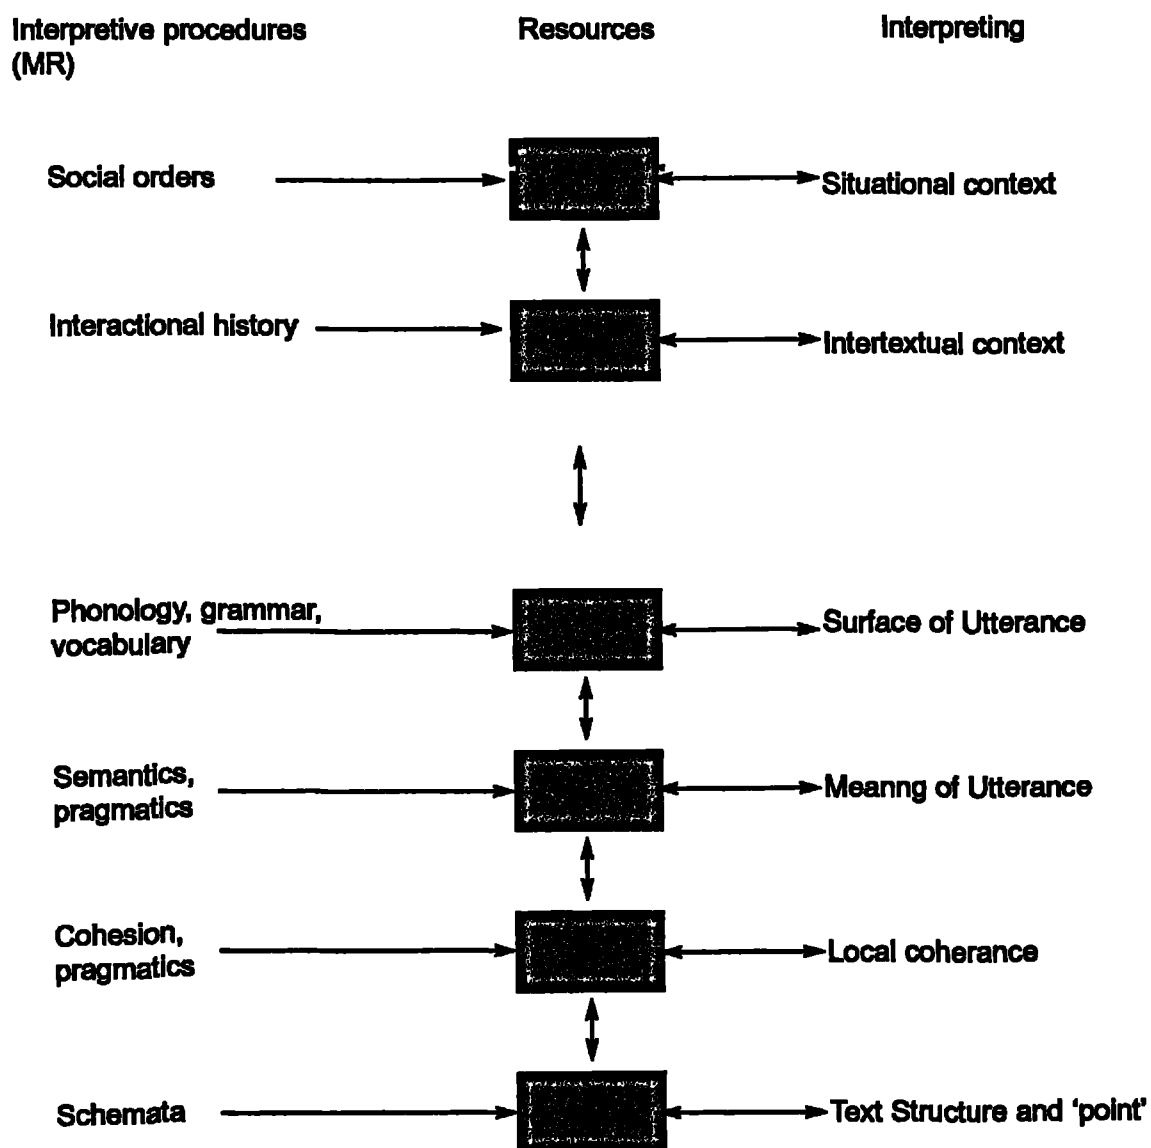 Interpretive procedures
(MR)
Resources
Interpreting
Social orders
Situational context
Interactional history
Intertextual context
Phonology, grammar,
vocabulary
Surface of Utterance
Semantics,
pragmatics
Meanng of Utterance
Cohesion,
pragmatics
Local coherance
Schemata
Text Structure and ‘point’